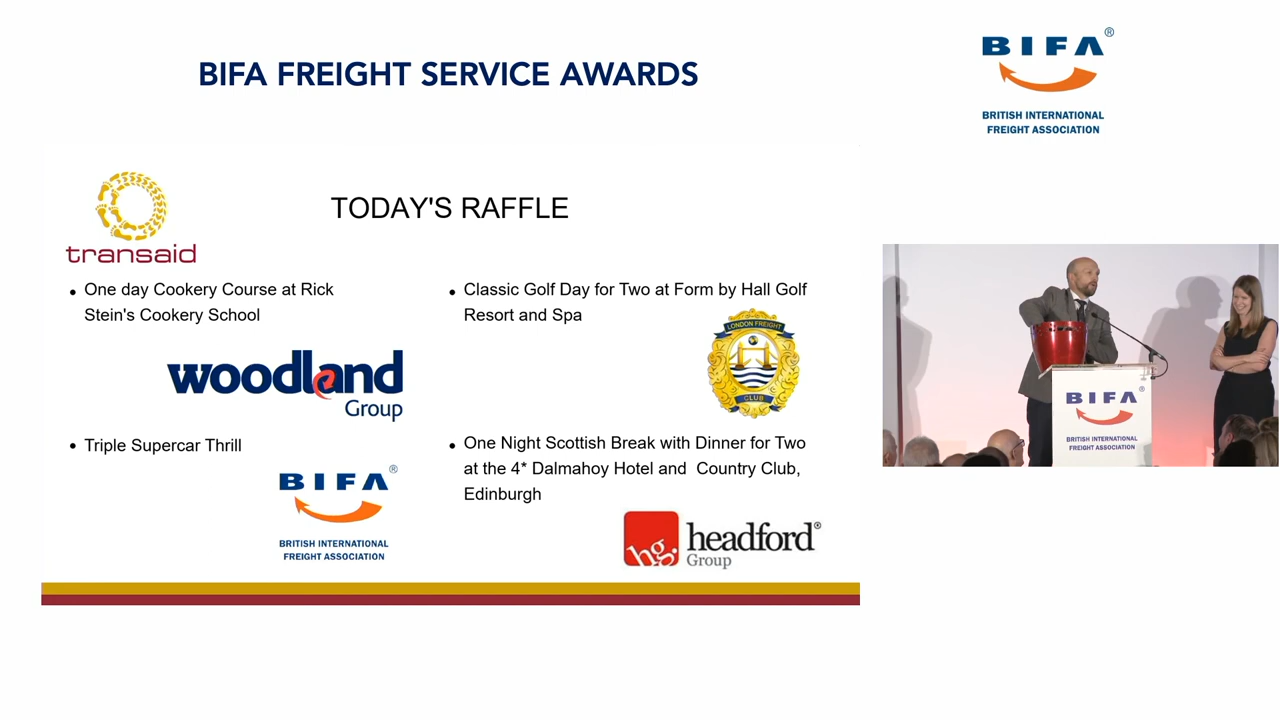 BIFA FREIGHT SERVICE AWARDS
BIFA®
BRITISH INTERNATIONAL
FREIGHT ASSOCIATION
transaid
TODAY'S RAFFLE
• One day Cookery Course at Rick
Stein's Cookery School
woodland
Group
• Triple Supercar Thrill
BIFA®
BRITISH INTERNATIONAL
FREIGHT ASSOCIATION
• Classic Golf Day for Two at Form by Hall Golf
Resort and Spa
LONDON FREIGHT
CLUB
• One Night Scottish Break with Dinner for Two
at the 4* Dalmahoy Hotel and Country Club,
Edinburgh
hg.
headford®
Group
BIFA®
BRITISH INTERNATIONAL
FREIGHT ASSOCIATION